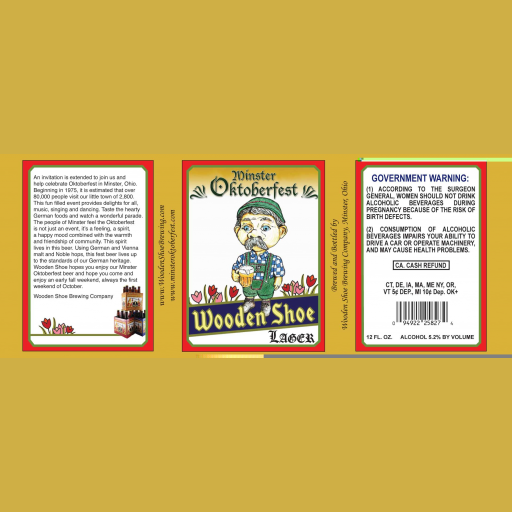 An invitation is extended to join us and
help celebrate Oktoberfest in Minster, Ohio.
Beginning in 1975, it is estimated that over
80,000 people visit our little town of 2,800.
This fun filled event provides delights for all,
music, singing and dancing. Taste the hearty
German foods and watch a wonderful parade.
The people of Minster feel the Oktoberfest
is not just an event, it's a feeling, a spirit,
a happy mood combined with the warmth
and friendship of community. This spirit
lives in this beer. Using German and Vienna
malt and Noble hops, this fest beer lives up
to the standards of our German heritage.
Wooden Shoe hopes you enjoy our Minster
Oktoberfest beer and hope you come and
enjoy an early fall weekend, always the first
full weekend of October.
Wooden Shoe Brewing Company
www.WoodenShoeBrewing.com
www.minsteroktoberfest.com
Minster
Oktoberfest
Wooden Shoe
LAGER
Brewed and Bottled by
Wooden Shoe Brewing Company, Minster, Ohio
GOVERNMENT WARNING:
(1) ACCORDING TO THE SURGEON
GENERAL, WOMEN SHOULD NOT DRINK
ALCOHOLIC BEVERAGES DURING
PREGNANCY BECAUSE OF THE RISK OF
BIRTH DEFECTS.
(2) CONSUMPTION OF ALCOHOLIC
BEVERAGES IMPAIRS YOUR ABILITY TO
DRIVE A CAR OR OPERATE MACHINERY,
AND MAY CAUSE HEALTH PROBLEMS.
CA. CASH REFUND
CT, DE, IA, MA, ME NY, OR,
VT 5¢ DEP, MI 10¢ Dep. OK+
0 94922 25827 4
12 FL. OZ. ALCOHOL 5.2% BY VOLUME